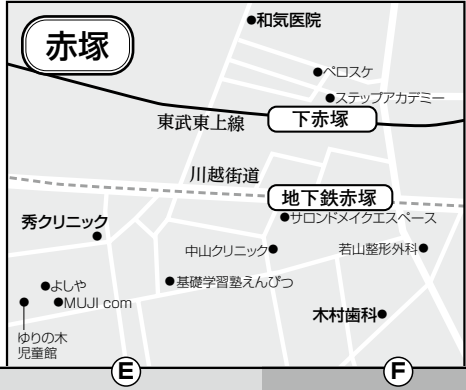 赤塚
●和気医院
●ペロスケ
●ステップアカデミー
東武東上線
下赤塚
川越街道
地下鉄赤塚
●サロンドメイクエスペース
秀クリニック●
中山クリニック●
若山整形外科●
●基礎学習塾えんぴつ
●よしや
●MUJI com
木村歯科●
ゆりの木
児童館
E
F